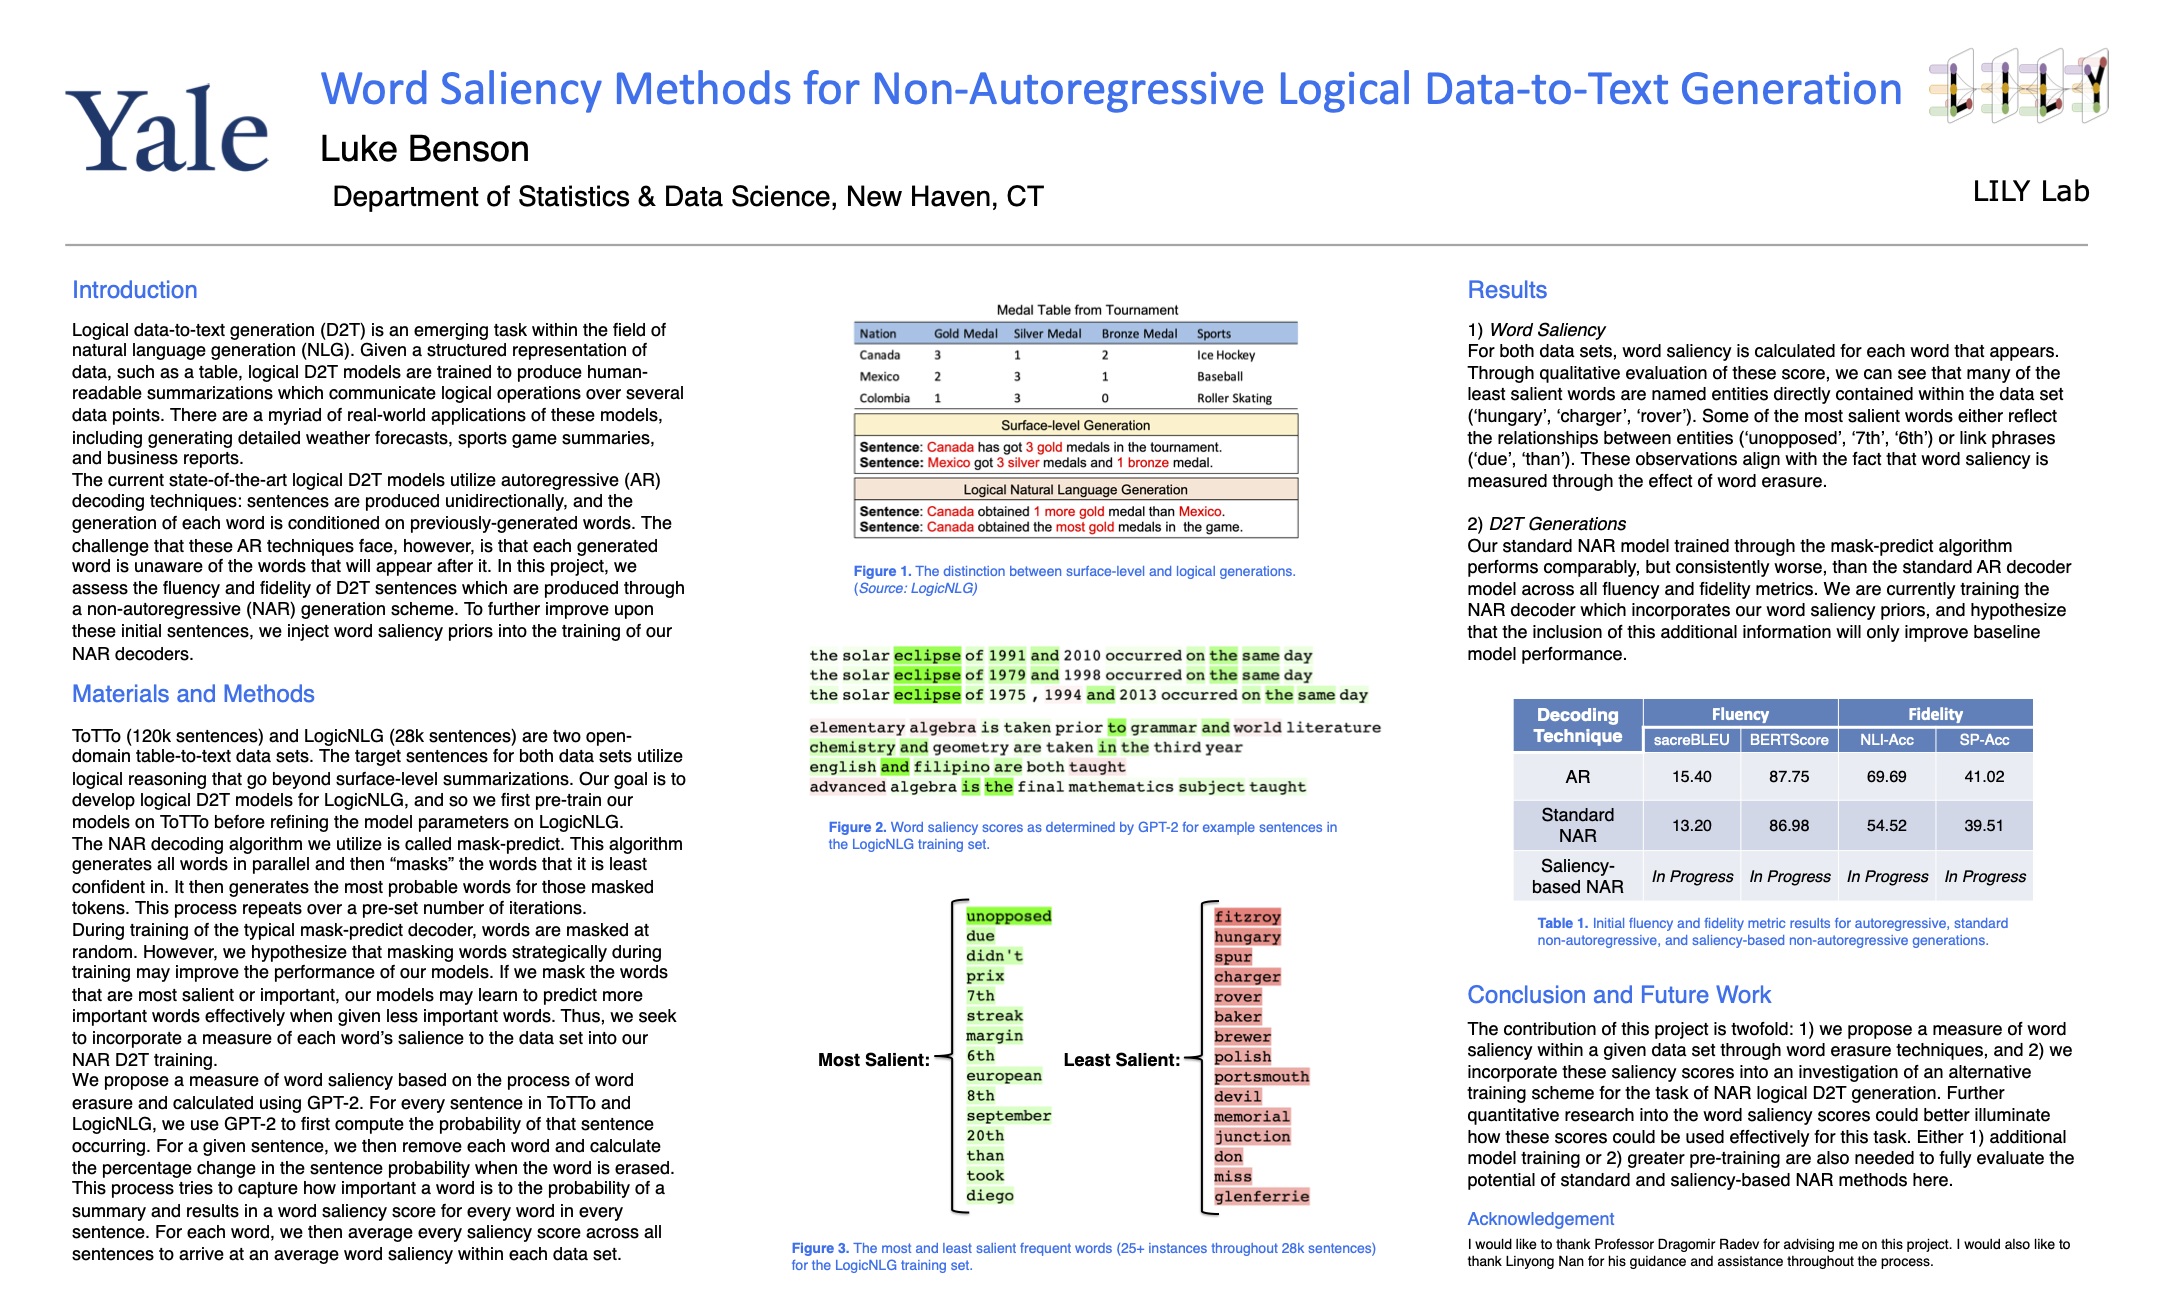 Yale
Word Saliency Methods for Non-Autoregressive Logical Data-to-Text Generation
LILY
Luke Benson
Department of Statistics & Data Science, New Haven, CT
LILY Lab
Introduction
Logical data-to-text generation (D2T) is an emerging task within the field of
natural language generation (NLG). Given a structured representation of
data, such as a table, logical D2T models are trained to produce human-
readable summarizations which communicate logical operations over several
data points. There are a myriad of real-world applications of these models,
including generating detailed weather forecasts, sports game summaries,
and business reports.
The current state-of-the-art logical D2T models utilize autoregressive (AR)
decoding techniques: sentences are produced unidirectionally, and the
generation of each word is conditioned on previously-generated words. The
challenge that these AR techniques face, however, is that each generated
word is unaware of the words that will appear after it. In this project, we
assess the fluency and fidelity of D2T sentences which are produced through
a non-autoregressive (NAR) generation scheme. To further improve upon
these initial sentences, we inject word saliency priors into the training of our
NAR decoders.
Materials and Methods
ToTTo (120k sentences) and LogicNLG (28k sentences) are two open-
domain table-to-text data sets. The target sentences for both data sets utilize
logical reasoning that go beyond surface-level summarizations. Our goal is to
develop logical D2T models for LogicNLG, and so we first pre-train our
models on ToTTo before refining the model parameters on LogicNLG.
The NAR decoding algorithm we utilize is called mask-predict. This algorithm
generates all words in parallel and then “masks” the words that it is least
confident in. It then generates the most probable words for those masked
tokens. This process repeats over a pre-set number of iterations.
During training of the typical mask-predict decoder, words are masked at
random. However, we hypothesize that masking words strategically during
training may improve the performance of our models. If we mask the words
that are most salient or important, our models may learn to predict more
important words effectively when given less important words. Thus, we seek
to incorporate a measure of each word’s salience to the data set into our
NAR D2T training.
We propose a measure of word saliency based on the process of word
erasure and calculated using GPT-2. For every sentence in ToTTo and
LogicNLG, we use GPT-2 to first compute the probability of that sentence
occurring. For a given sentence, we then remove each word and calculate
the percentage change in the sentence probability when the word is erased.
This process tries to capture how important a word is to the probability of a
summary and results in a word saliency score for every word in every
sentence. For each word, we then average every saliency score across all
sentences to arrive at an average word saliency within each data set.
Medal Table from Tournament
Nation Gold Medal Silver Medal Bronze Medal Sports
Canada 3 1 2 Ice Hockey
Mexico 2 3 1 Baseball
Colombia 1 3 0 Roller Skating
Surface-level Generation
Sentence: Canada has got 3 gold medals in the tournament.
Sentence: Mexico got 3 silver medals and 1 bronze medal.
Logical Natural Language Generation
Sentence: Canada obtained 1 more gold medal than Mexico.
Sentence: Canada obtained the most gold medals in the game.
Figure 1. The distinction between surface-level and logical generations.
(Source: LogicNLG)
the solar eclipse of 1991 and 2010 occurred on the same day
the solar eclipse of 1979 and 1998 occurred on the same day
the solar eclipse of 1975 , 1994 and 2013 occurred on the same day
elementary algebra is taken prior to grammar and world literature
chemistry and geometry are taken in the third year
english and filipino are both taught
advanced algebra is the final mathematics subject taught
Figure 2. Word saliency scores as determined by GPT-2 for example sentences in
the LogicNLG training set.
Most Salient:
unopposed
due
didn't
prix
7th
streak
margin
6th
european
8th
september
20th
than
took
diego
Least Salient:
fitzroy
hungary
spur
charger
rover
baker
brewer
polish
portsmouth
devil
memorial
junction
don
miss
glenferrie
Figure 3. The most and least salient frequent words (25+ instances throughout 28k sentences)
for the LogicNLG training set.
Results
1) Word Saliency
For both data sets, word saliency is calculated for each word that appears.
Through qualitative evaluation of these score, we can see that many of the
least salient words are named entities directly contained within the data set
(‘hungary’, ‘charger’, ‘rover’). Some of the most salient words either reflect
the relationships between entities (‘unopposed’, ‘7th’, ‘6th’) or link phrases
(‘due’, ‘than’). These observations align with the fact that word saliency is
measured through the effect of word erasure.
2) D2T Generations
Our standard NAR model trained through the mask-predict algorithm
performs comparably, but consistently worse, than the standard AR decoder
model across all fluency and fidelity metrics. We are currently training the
NAR decoder which incorporates our word saliency priors, and hypothesize
that the inclusion of this additional information will only improve baseline
model performance.
Decoding Technique Fluency Fidelity
sacreBLEU BERTScore NLI-Acc SP-Acc
AR 15.40 87.75 69.69 41.02
Standard NAR 13.20 86.98 54.52 39.51
Saliency-based NAR In Progress In Progress In Progress In Progress
Table 1. Initial fluency and fidelity metric results for autoregressive, standard
non-autoregressive, and saliency-based non-autoregressive generations.
Conclusion and Future Work
The contribution of this project is twofold: 1) we propose a measure of word
saliency within a given data set through word erasure techniques, and 2) we
incorporate these saliency scores into an investigation of an alternative
training scheme for the task of NAR logical D2T generation. Further
quantitative research into the word saliency scores could better illuminate
how these scores could be used effectively for this task. Either 1) additional
model training or 2) greater pre-training are also needed to fully evaluate the
potential of standard and saliency-based NAR methods here.
Acknowledgement
I would like to thank Professor Dragomir Radev for advising me on this project. I would also like to
thank Linyong Nan for his guidance and assistance throughout the process.